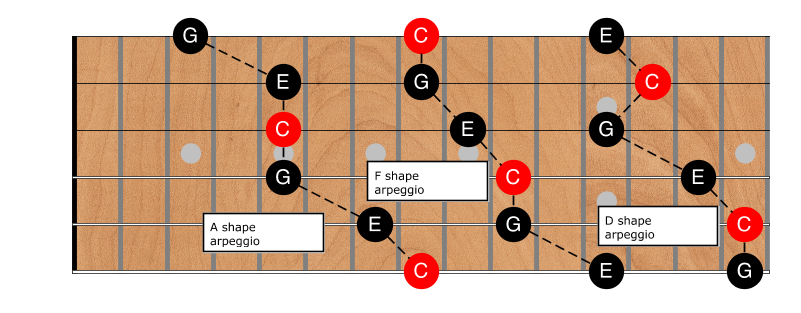 G C E
E G C
C E G
G C E
F shape
arpeggio
A shape
arpeggio
D shape
arpeggio
E G C
C E G